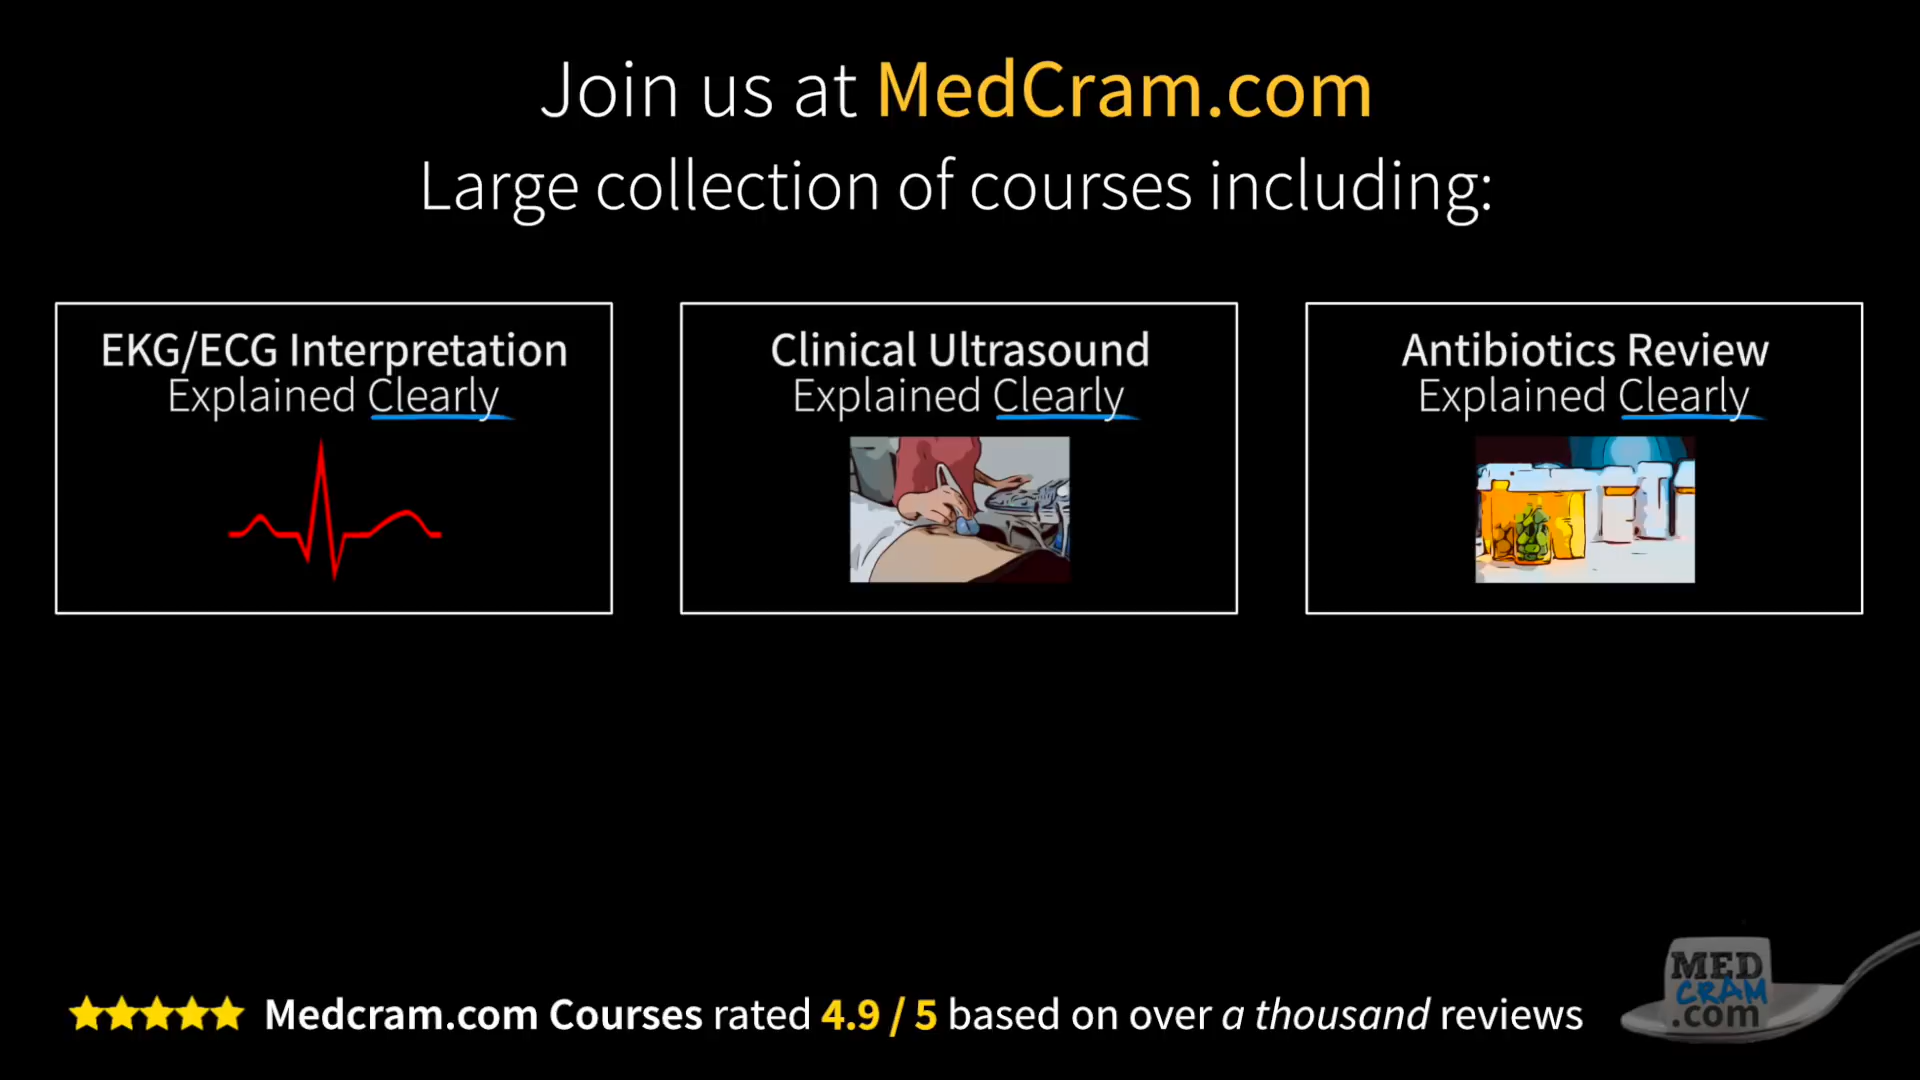 Join us at MedCram.com
Large collection of courses including:
EKG/ECG Interpretation
Explained Clearly
Clinical Ultrasound
Explained Clearly
Antibiotics Review
Explained Clearly
Medcram.com Courses rated 4.9 / 5 based on over a thousand reviews
MED
CRAM
.com